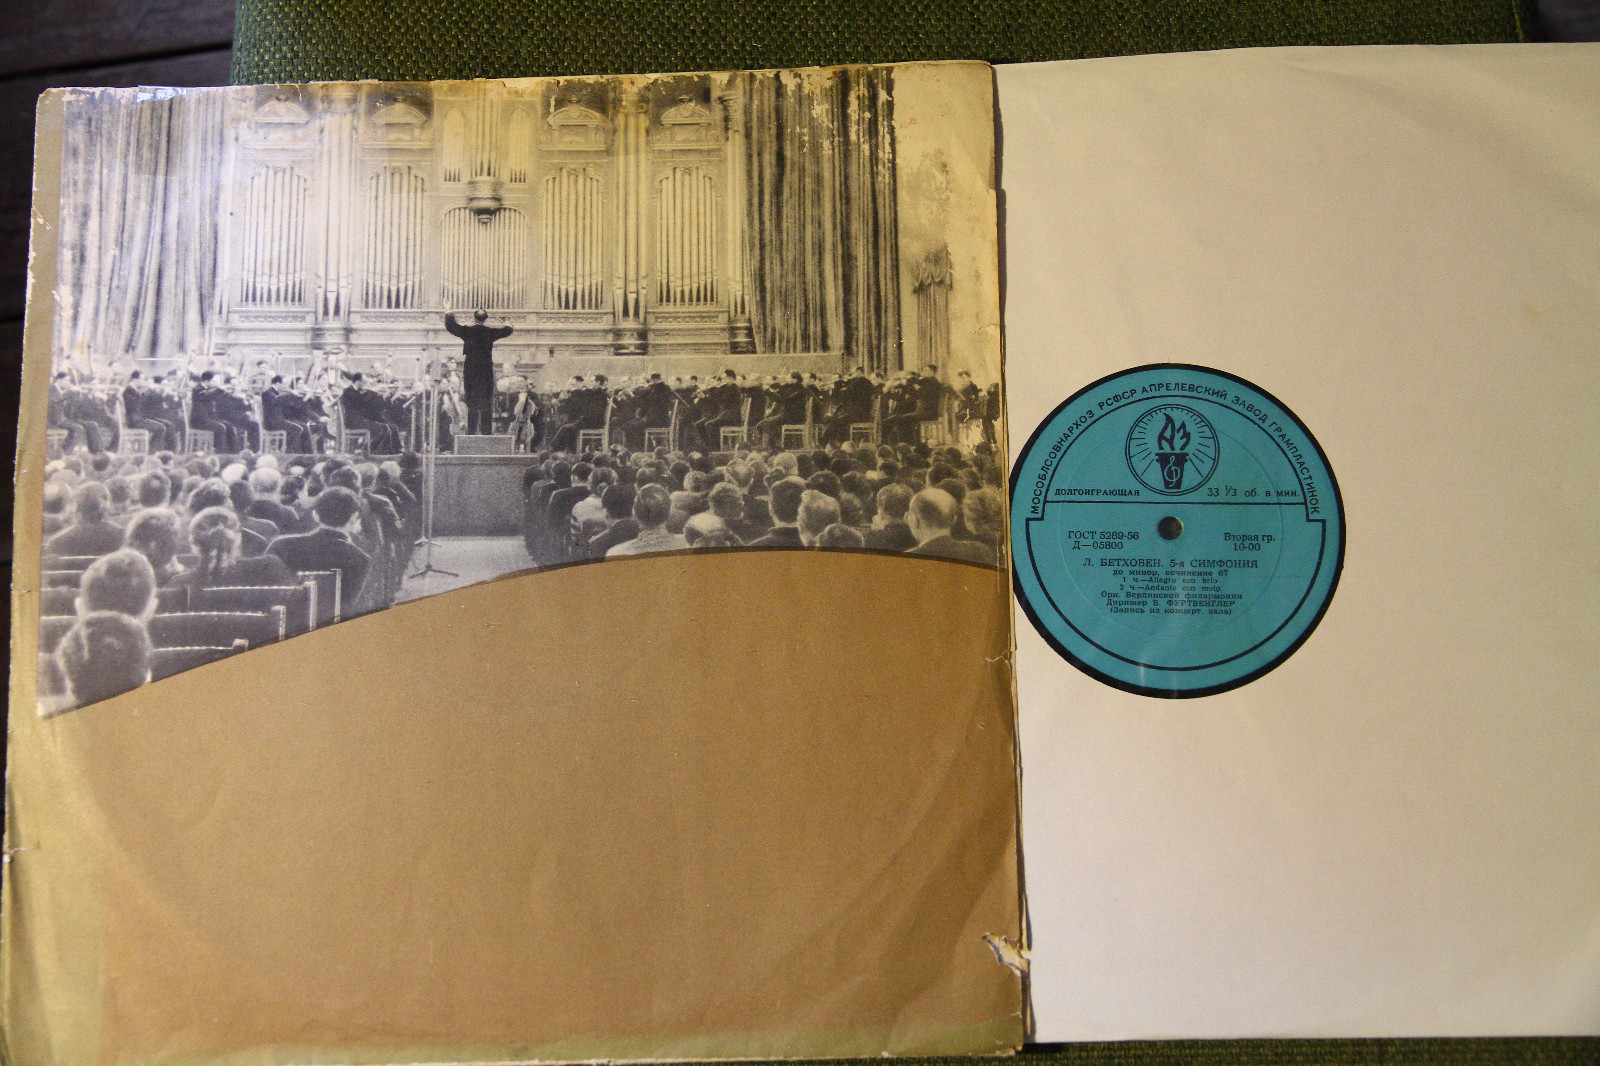 МОСОБЛСОВНАРХОЗ РСФСР АПРЕЛЕВСКИЙ ЗАВОД ГРАМПЛАСТИНОК
АЗ
ДОЛГОИГРАЮЩАЯ 33 1/3 об. в мин.
ГОСТ 5289-56 Вторая гр.
Д—05800 10-00
Л. БЕТХОВЕН. 5-я СИМФОНИЯ
до минор, сочинение 67
1 ч.—Allegro con brio
2 ч.—Andante con moto
Орк. Берлинской филармонии
Дирижер В. ФУРТВЕНГЛЕР
(Запись из концерт. зала)